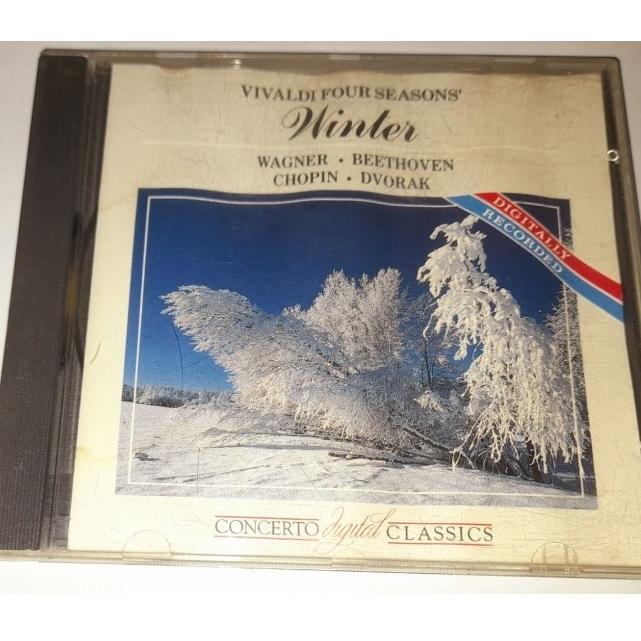 VIVALDI FOUR SEASONS'
Winter
WAGNER • BEETHOVEN
CHOPIN • DVORAK
DIGITALLY
RECORDED
CONCERTO digital CLASSICS